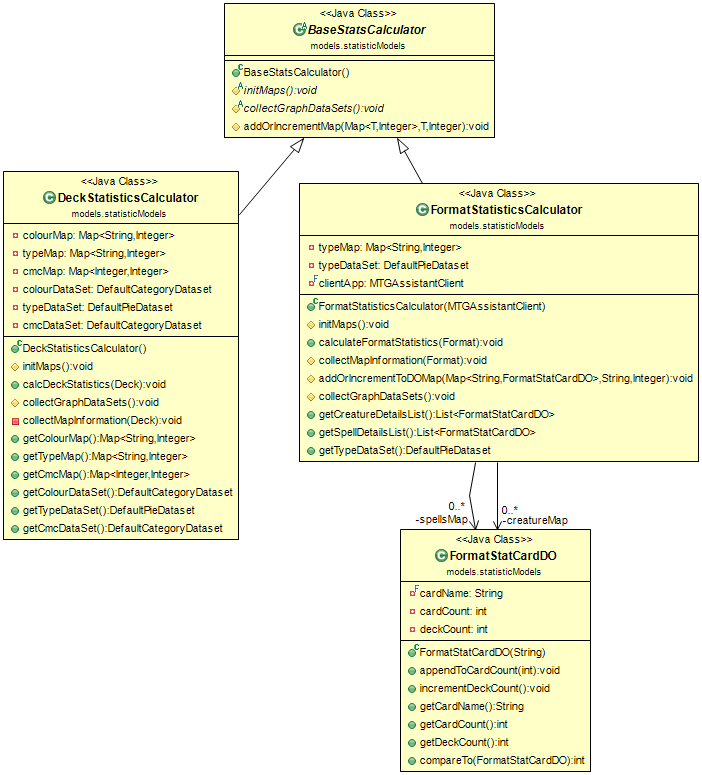 <<Java Class>>
BaseStatsCalculator
models.statisticModels
BaseStatsCalculator()
initMaps():void
collectGraphDataSets():void
addOrIncrementMap(Map<T,Integer>,T,Integer):void
<<Java Class>>
DeckStatisticsCalculator
models.statisticModels
colourMap: Map<String,Integer>
typeMap: Map<String,Integer>
cmcMap: Map<Integer,Integer>
colourDataSet: DefaultCategoryDataset
typeDataSet: DefaultPieDataset
cmcDataSet: DefaultCategoryDataset
DeckStatisticsCalculator()
initMaps():void
calcDeckStatistics(Deck):void
collectGraphDataSets():void
collectMapInformation(Deck):void
getColourMap():Map<String,Integer>
getTypeMap():Map<String,Integer>
getCmcMap():Map<Integer,Integer>
getColourDataSet():DefaultCategoryDataset
getTypeDataSet():DefaultPieDataset
getCmcDataSet():DefaultCategoryDataset
<<Java Class>>
FormatStatisticsCalculator
models.statisticModels
typeMap: Map<String,Integer>
typeDataSet: DefaultPieDataset
clientApp: MTGAssistantClient
FormatStatisticsCalculator(MTGAssistantClient)
initMaps():void
calculateFormatStatistics(Format):void
collectMapInformation(Format):void
addOrIncrementToDOMap(Map<String,FormatStatCardDO>,String,Integer):void
collectGraphDataSets():void
getCreatureDetailsList():List<FormatStatCardDO>
getSpellDetailsList():List<FormatStatCardDO>
getTypeDataSet():DefaultPieDataset
0..*
-spellsMap
0..*
-creatureMap
<<Java Class>>
FormatStatCardDO
models.statisticModels
cardName: String
cardCount: int
deckCount: int
FormatStatCardDO(String)
appendToCardCount(int):void
incrementDeckCount():void
getCardName():String
getCardCount():int
getDeckCount():int
compareTo(FormatStatCardDO):int